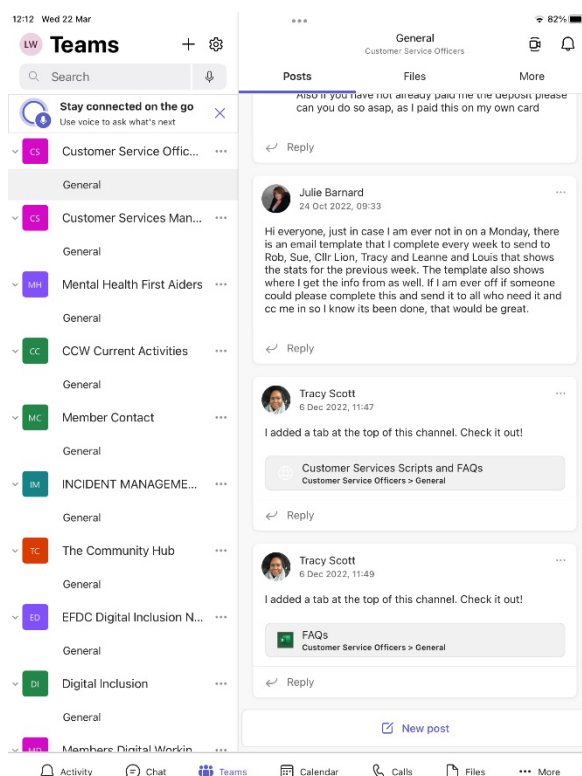 12:12 Wed 22 Mar
82%
LW Teams
Search
Stay connected on the go
Use voice to ask what's next
CS Customer Service Offic...
General
CS Customer Services Man...
General
MH Mental Health First Aiders
General
CC CCW Current Activities
General
MC Member Contact
General
IM INCIDENT MANAGEME...
General
TC The Community Hub
General
ED EFDC Digital Inclusion N...
General
DI Digital Inclusion
General
Members Digital Workin
General
Customer Service Officers
Posts Files More
Also if you have not already paid me the deposit please
can you do so asap, as I paid this on my own card
Reply
Julie Barnard
24 Oct 2022, 09:33
Hi everyone, just in case I am ever not in on a Monday, there
is an email template that I complete every week to send to
Rob, Sue, Cllr Lion, Tracy and Leanne and Louis that shows
the stats for the previous week. The template also shows
where I get the info from as well. If I am ever off if someone
could please complete this and send it to all who need it and
cc me in so I know its been done, that would be great.
Reply
Tracy Scott
6 Dec 2022, 11:47
I added a tab at the top of this channel. Check it out!
Customer Services Scripts and FAQs
Customer Service Officers > General
Reply
Tracy Scott
6 Dec 2022, 11:49
I added a tab at the top of this channel. Check it out!
FAQs
Customer Service Officers > General
Reply
New post
Activity Chat Teams Calendar Calls Files More